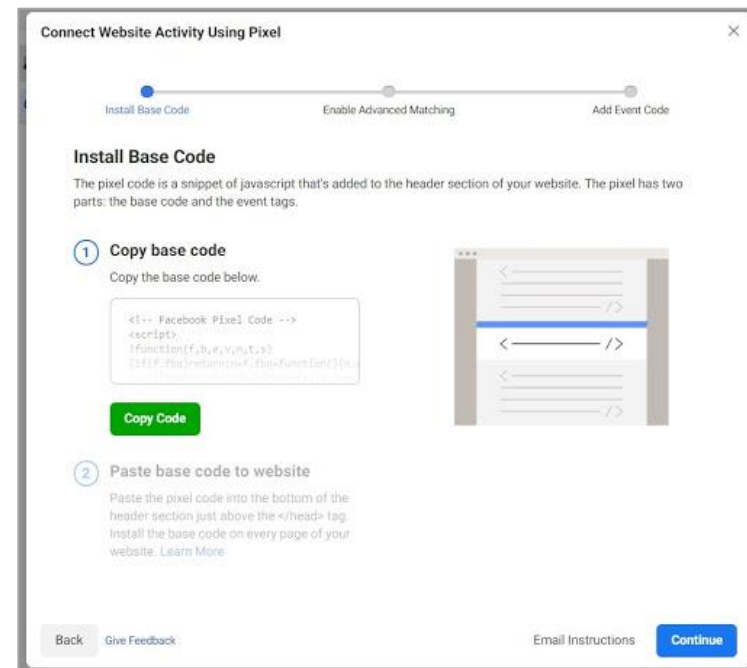 Connect Website Activity Using Pixel
Install Base Code
Enable Advanced Matching
Add Event Code
Install Base Code
The pixel code is a snippet of javascript that's added to the header section of your website. The pixel has two
parts: the base code and the event tags.
1
Copy base code
Copy the base code below.
<!-- Facebook Pixel Code -->
<script>
!function(f,b,e,v,n,t,s)
{if(f.fbq)return;n=f.fbq=function(){n.
Copy Code
2
Paste base code to website
Paste the pixel code into the bottom of the
header section just above the </head> tag.
Install the base code on every page of your
website. Learn More
< />
Back
Give Feedback
Email Instructions
Continue